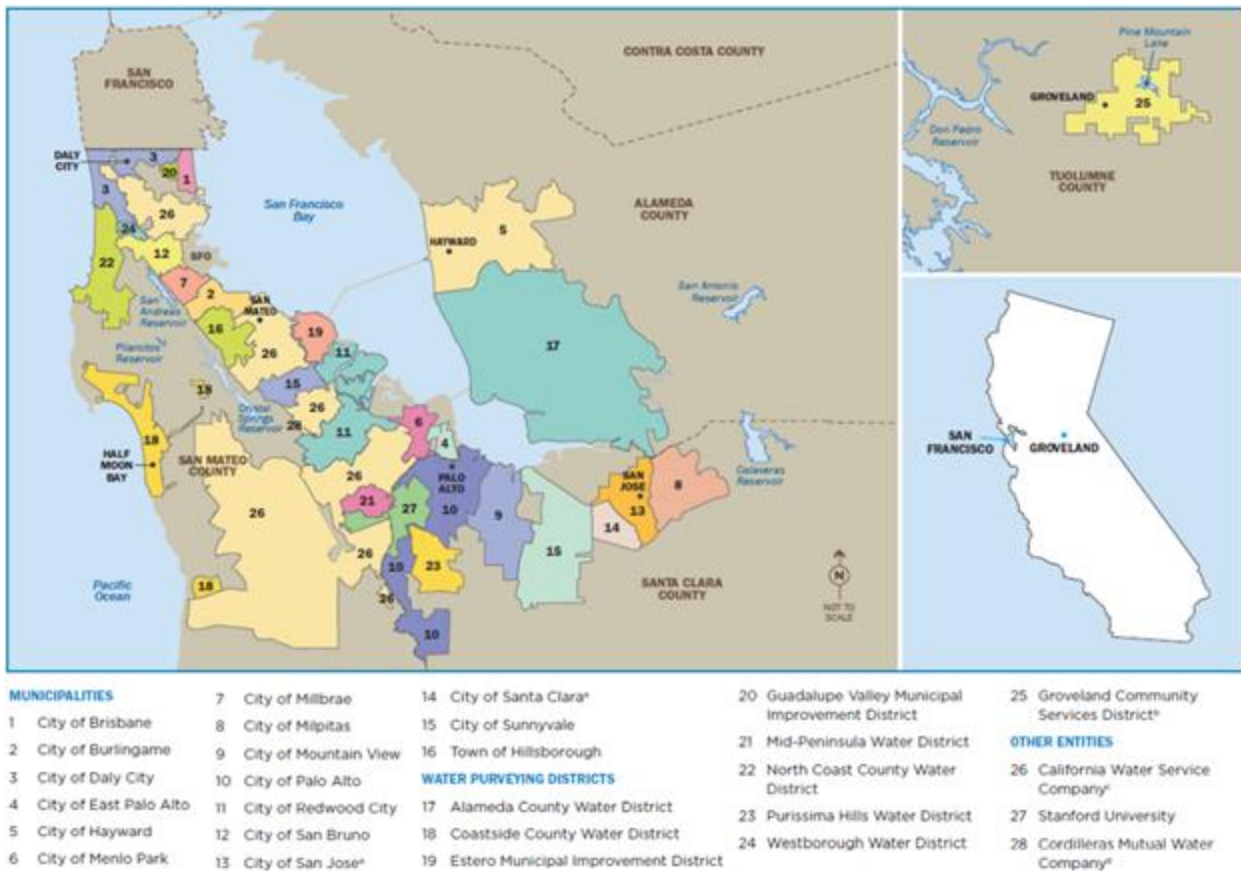 CONTRA COSTA COUNTY
SAN
FRANCISCO
DALY
CITY
3
20
1
3
San Francisco
Bay
ALAMEDA
COUNTY
26
24
5
HAYWARD
12
SFO
22
7
2
San
Andreas
Reservoir
SAN
MATEO
San Antonio
Reservoir
16
19
11
17
Pilarcitos
Reservoir
26
15
18
Crystal
Springs
Reservoir
26
28
11
6
4
18
HALF
MOON
BAY
SAN MATEO
COUNTY
26
PALO
ALTO
SAN
JOSE
8
Calaveras
Reservoir
21
27
10
9
13
14
26
26
15
10
23
18
26
10
Pacific
Ocean
SANTA CLARA
COUNTY
N
NOT TO
SCALE
Pine Mountain
Lake
GROVELAND
25
Don Pedro
Reservoir
TUOLUMNE
COUNTY
SAN
FRANCISCO
GROVELAND
MUNICIPALITIES
1 City of Brisbane
2 City of Burlingame
3 City of Daly City
4 City of East Palo Alto
5 City of Hayward
6 City of Menlo Park
7 City of Millbrae
8 City of Milpitas
9 City of Mountain View
10 City of Palo Alto
11 City of Redwood City
12 City of San Bruno
13 City of San Joseª
14 City of Santa Claraª
15 City of Sunnyvale
16 Town of Hillsborough
WATER PURVEYING DISTRICTS
17 Alameda County Water District
18 Coastside County Water District
19 Estero Municipal Improvement District
20 Guadalupe Valley Municipal
Improvement District
21 Mid-Peninsula Water District
22 North Coast County Water
District
23 Purissima Hills Water District
24 Westborough Water District
25 Groveland Community
Services Districtᵇ
OTHER ENTITIES
26 California Water Service
Companyᶜ
27 Stanford University
28 Cordilleras Mutual Water
Companyᵈ